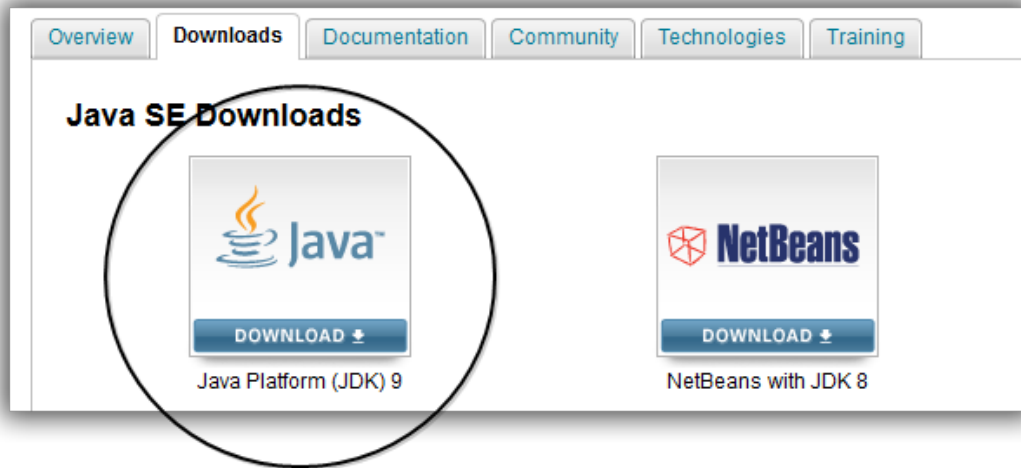 Overview Downloads Documentation Community Technologies Training
Java SE Downloads
Java™ NetBeans
DOWNLOAD DOWNLOAD
Java Platform (JDK) 9 NetBeans with JDK 8